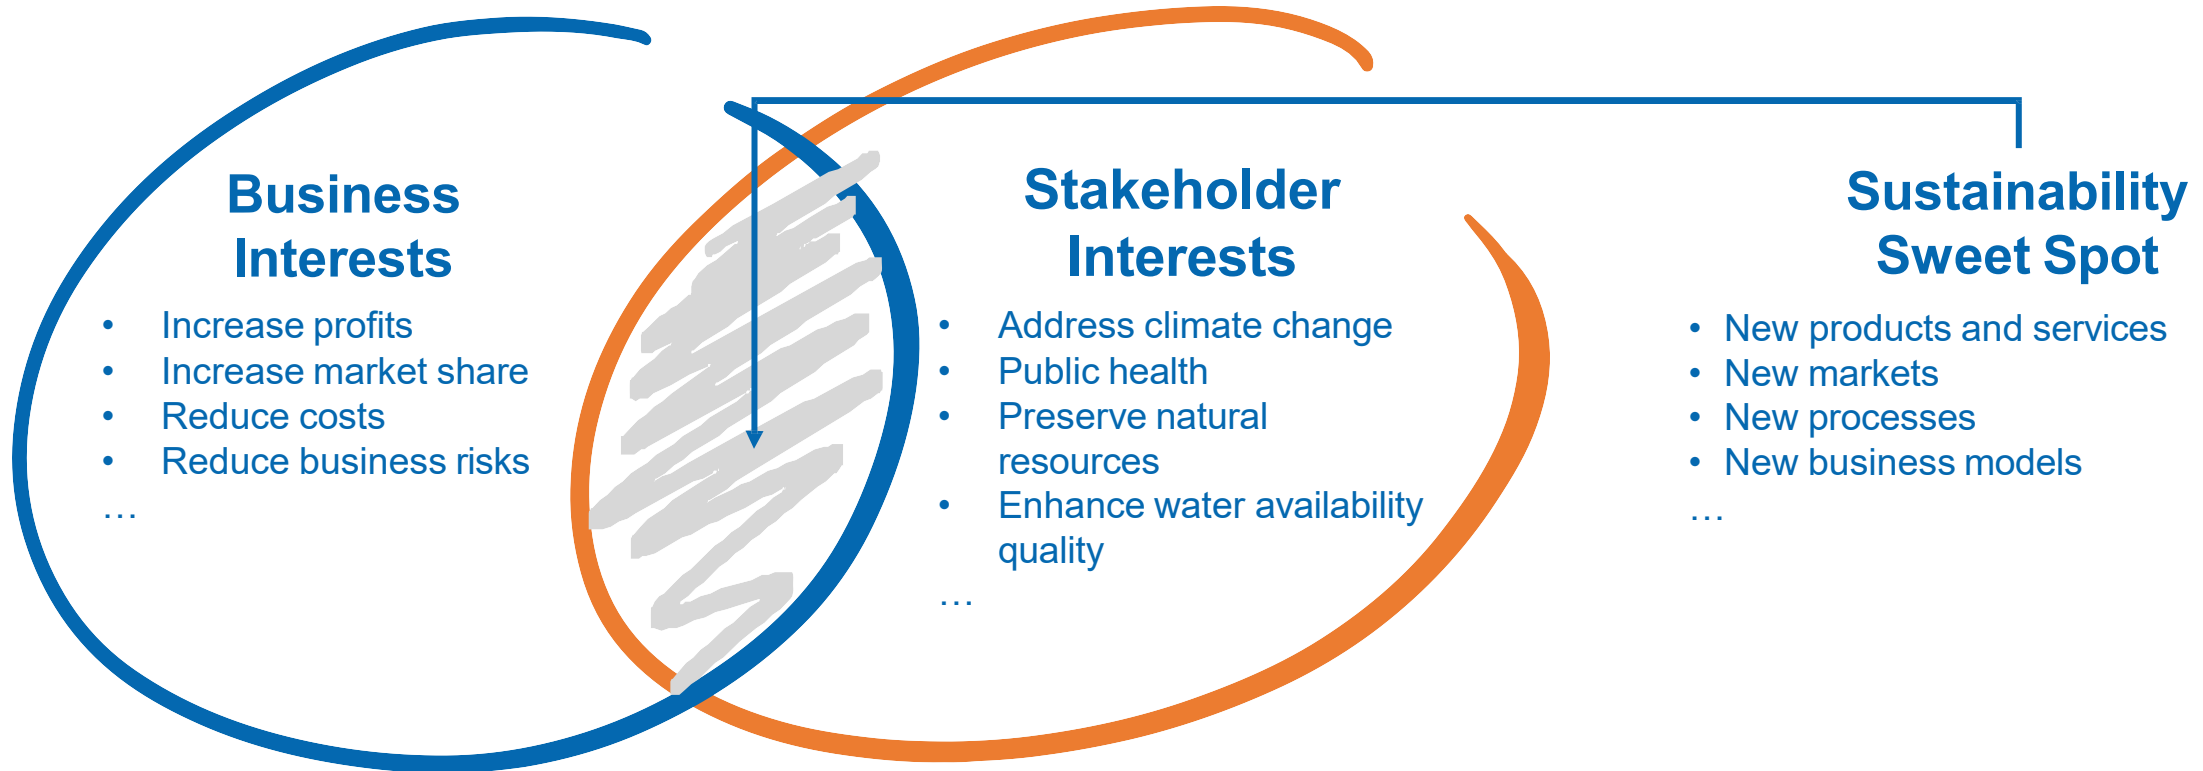 Business
Interests
• Increase profits
• Increase market share
• Reduce costs
• Reduce business risks
…
Stakeholder
Interests
• Address climate change
• Public health
• Preserve natural
resources
• Enhance water availability
quality
…
Sustainability
Sweet Spot
• New products and services
• New markets
• New processes
• New business models
…